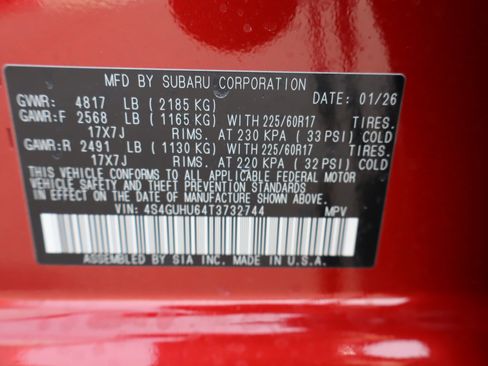 MFD BY SUBARU CORPORATION
GVWR: 4817 LB (2185 KG) DATE: 01/26
GAWR:F 2568 LB (1165 KG) WITH 225/60R17 TIRES.
17X7J RIMS. AT 230 KPA (33 PSI) COLD
GAWR:R 2491 LB (1130 KG) WITH 225/60R17 TIRES.
17X7J RIMS. AT 220 KPA (32 PSI) COLD
THIS VEHICLE CONFORMS TO ALL APPLICABLE FEDERAL MOTOR
VEHICLE SAFETY AND THEFT PREVENTION STANDARDS
IN EFFECT ON THE DATE OF MANUFACTURE SHOWN ABOVE.
VIN: 4S4GUHU64T3732744 MPV
ASSEMBLED BY SIA INC. MADE IN U.S.A.